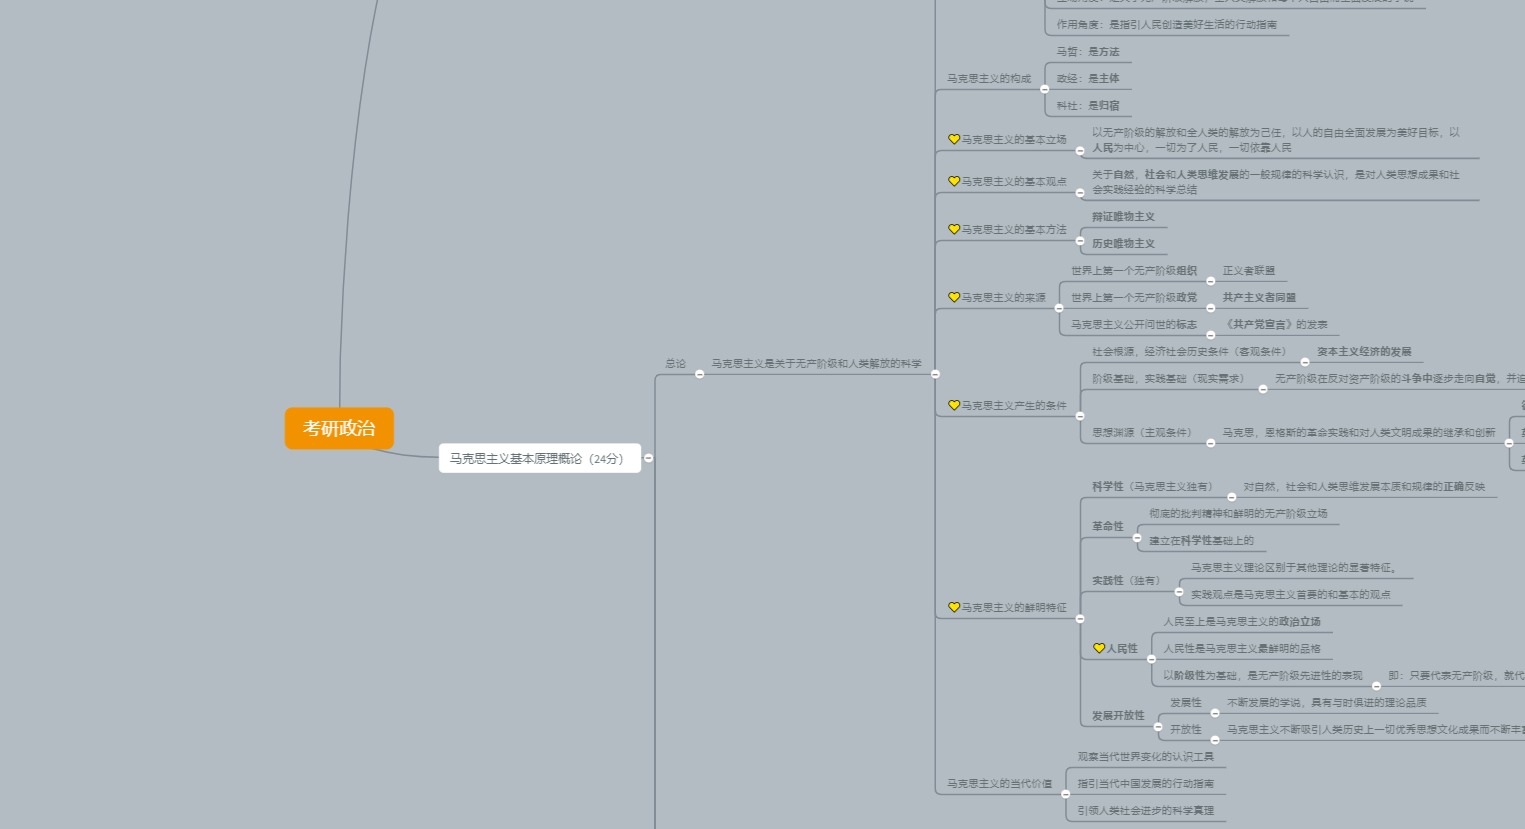 作用角度：是指引人民创造美好生活的行动指南
马克思主义的构成
马哲：是方法
政经：是主体
科社：是归宿
马克思主义的基本立场
以无产阶级的解放和全人类的解放为己任，以人的自由全面发展为美好目标，以
人民为中心，一切为了人民，一切依靠人民
马克思主义的基本观点
关于自然，社会和人类思维发展的一般规律的科学认识，是对人类思想成果和社
会实践经验的科学总结
马克思主义的基本方法
辩证唯物主义
历史唯物主义
马克思主义的来源
世界上第一个无产阶级组织
正义者联盟
世界上第一个无产阶级政党
共产主义者同盟
马克思主义公开问世的标志
《共产党宣言》的发表
总论
马克思主义是关于无产阶级和人类解放的科学
马克思主义产生的条件
社会根源，经济社会历史条件（客观条件）
资本主义经济的发展
阶级基础，实践基础（现实需求）
无产阶级在反对资产阶级的斗争中逐步走向自觉，并迫
思想渊源（主观条件）
马克思，恩格斯的革命实践和对人类文明成果的继承和创新
考研政治
马克思主义基本原理概论（24分）
马克思主义的鲜明特征
科学性（马克思主义独有）
对自然，社会和人类思维发展本质和规律的正确反映
革命性
彻底的批判精神和鲜明的无产阶级立场
建立在科学性基础上的
实践性（独有）
马克思主义理论区别于其他理论的显著特征。
实践观点是马克思主义首要的和基本的观点
人民性
人民至上是马克思主义的政治立场
人民性是马克思主义最鲜明的品格
以阶级性为基础，是无产阶级先进性的表现
即：只要代表无产阶级，就代
发展开放性
发展性
不断发展的学说，具有与时俱进的理论品质
开放性
马克思主义不断吸引人类历史上一切优秀思想文化成果而不断丰
马克思主义的当代价值
观察当代世界变化的认识工具
指引当代中国发展的行动指南
引领人类社会进步的科学真理